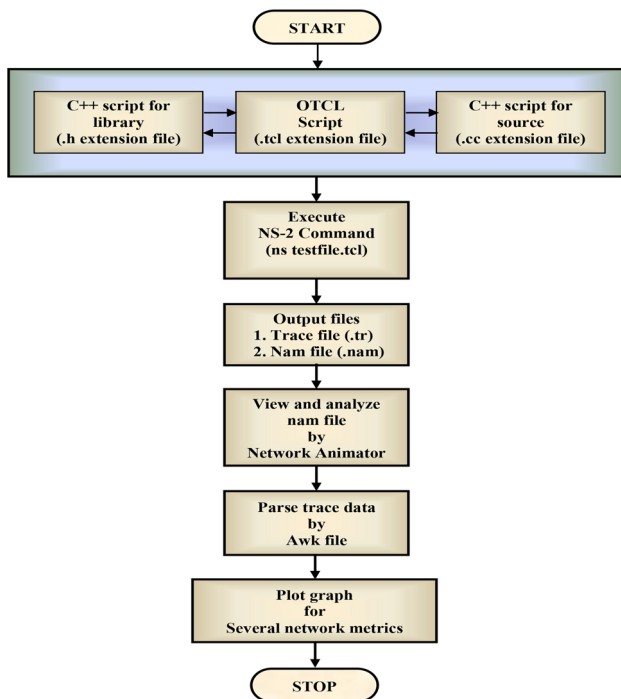 START
C++ script for
library
(.h extension file)
OTCL
Script
(.tcl extension file)
C++ script for
source
(.cc extension file)
Execute
NS-2 Command
(ns testfile.tcl)
Output files
1. Trace file (.tr)
2. Nam file (.nam)
View and analyze
nam file
by
Network Animator
Parse trace data
by
Awk file
Plot graph
for
Several network metrics
STOP